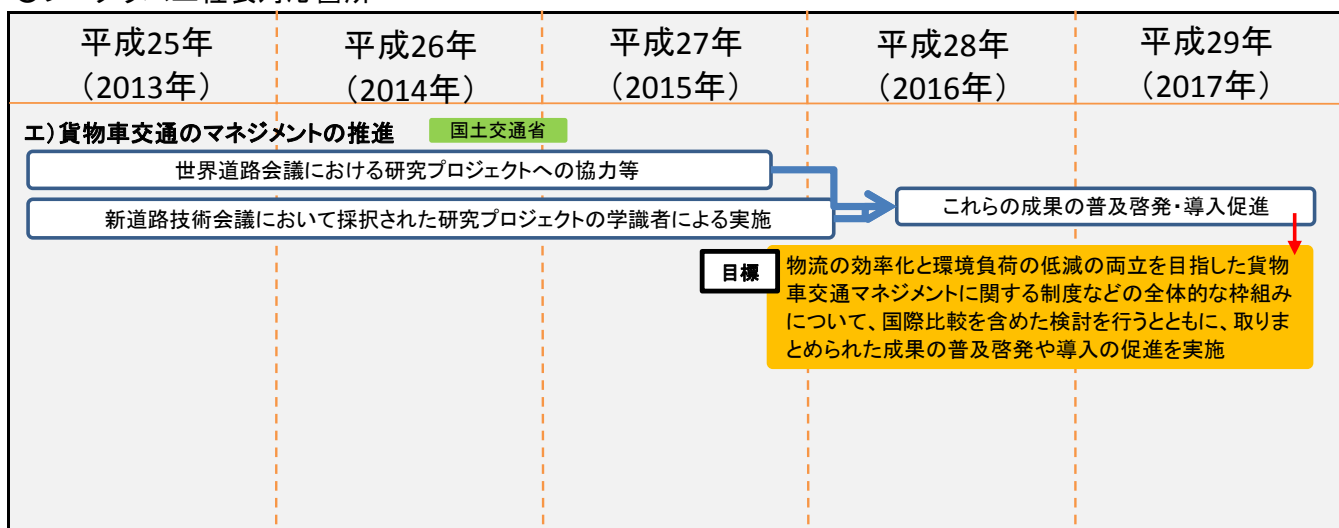 平成25年
(2013年)
平成26年
(2014年)
平成27年
(2015年)
平成28年
(2016年)
平成29年
(2017年)
エ)貨物車交通のマネジメントの推進
国土交通省
世界道路会議における研究プロジェクトへの協力等
新道路技術会議において採択された研究プロジェクトの学識者による実施
これらの成果の普及啓発・導入促進
目標
物流の効率化と環境負荷の低減の両立を目指した貨物
車交通マネジメントに関する制度などの全体的な枠組み
について、国際比較を含めた検討を行うとともに、取りま
とめられた成果の普及啓発や導入の促進を実施